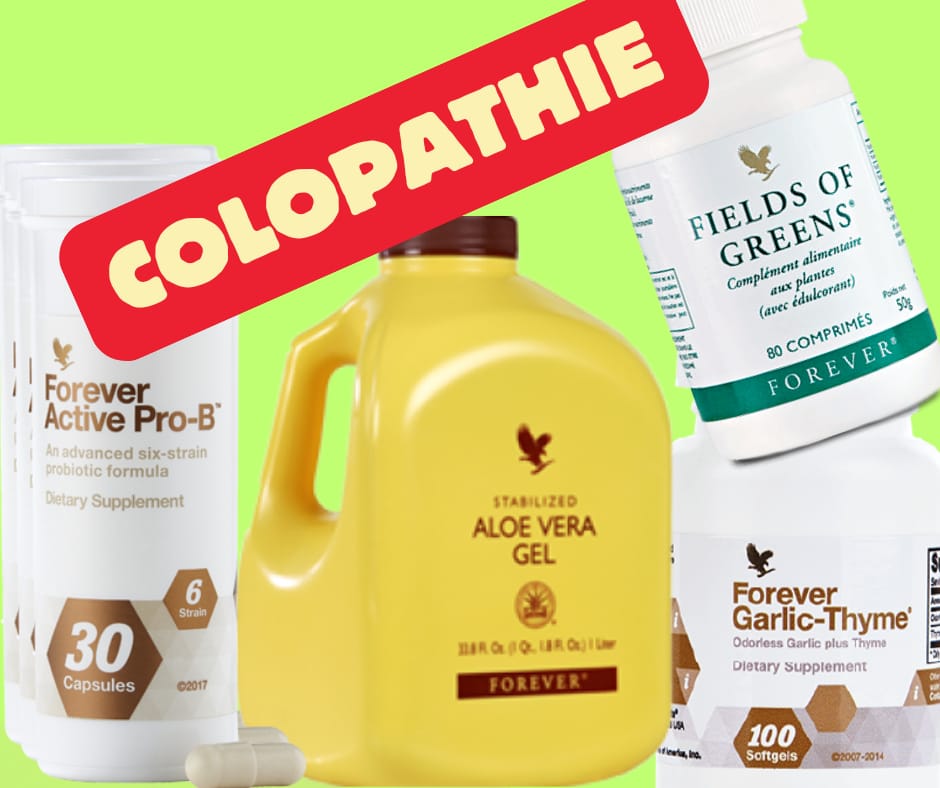 COLOPATHIE
Forever
Active Pro-B™
An advanced six-strain
probiotic formula
Dietary Supplement
6
Strain
30
Capsules
©2017
STABILIZED
ALOE VERA
GEL
33.8 Fl. Oz. (1 Qt., 1.8 Fl. Oz.) 1 Liter
FOREVER®
FIELDS OF
GREENS®
Complément alimentaire
aux plantes
(avec édulcorant)
Poids net
50g
80 COMPRIMÉS
FOREVER®
Forever
Garlic-Thyme®
Odorless Garlic plus Thyme
Dietary Supplement
100
Softgels
©2007-2014